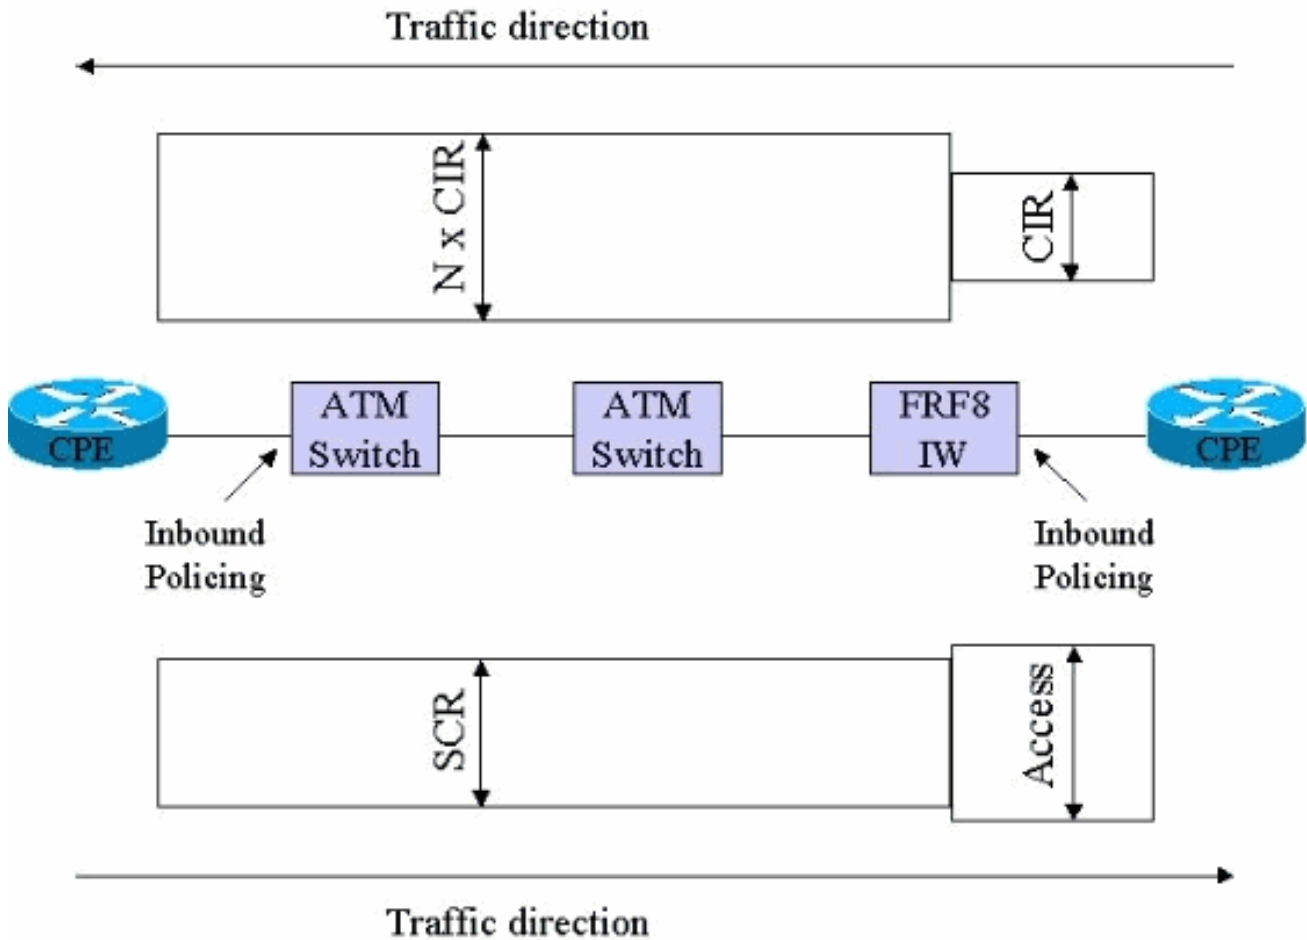 Traffic direction
N x CIR
CIR
CPE
ATM
Switch
ATM
Switch
FRF8
IW
CPE
Inbound
Policing
Inbound
Policing
SCR
Access
Traffic direction